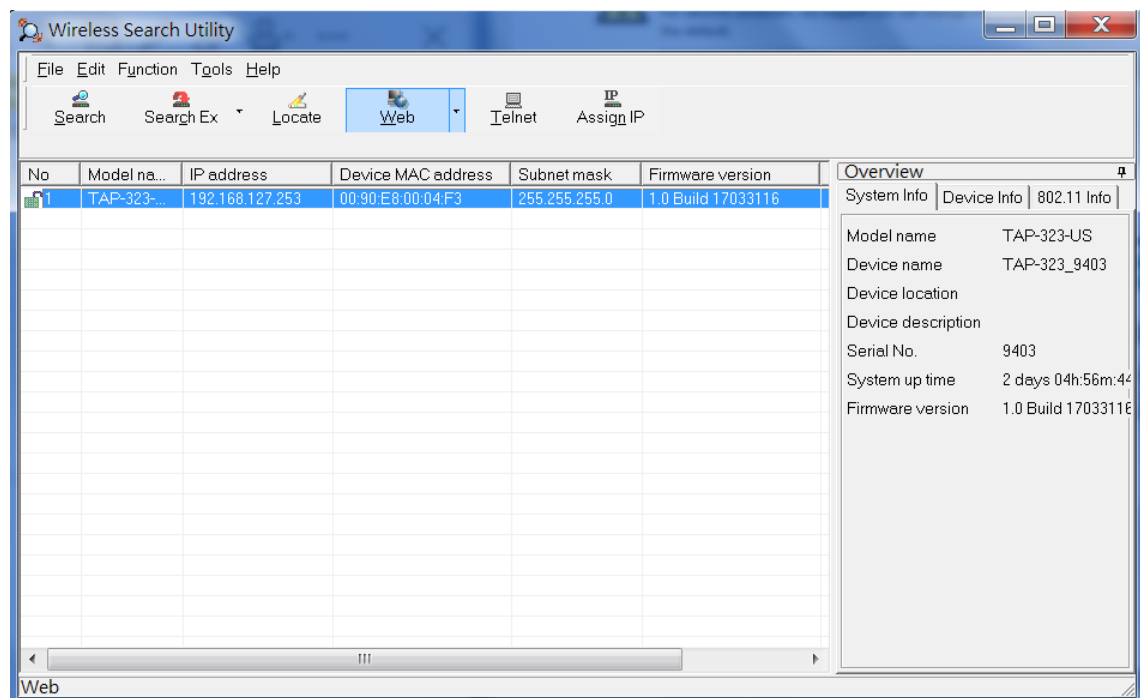 Wireless Search Utility
File Edit Function Tools Help
Search Search Ex Locate Web Telnet IP Assign IP
No Model na... IP address Device MAC address Subnet mask Firmware version
1 TAP-323-... 192.168.127.253 00:90:E8:00:04:F3 255.255.255.0 1.0 Build 17033116
Overview
System Info Device Info 802.11 Info
Model name TAP-323-US
Device name TAP-323_9403
Device location
Device description
Serial No. 9403
System up time 2 days 04h:56m:44
Firmware version 1.0 Build 17033116
Web